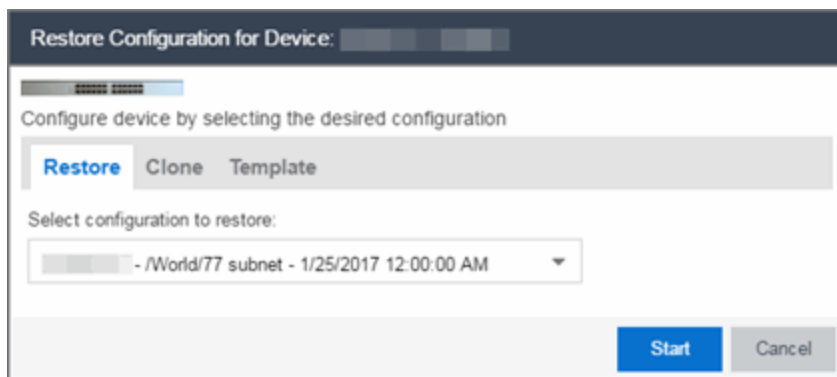 Restore Configuration for Device:
Configure device by selecting the desired configuration
Restore Clone Template
Select configuration to restore:
- /World/77 subnet - 1/25/2017 12:00:00 AM
Start Cancel